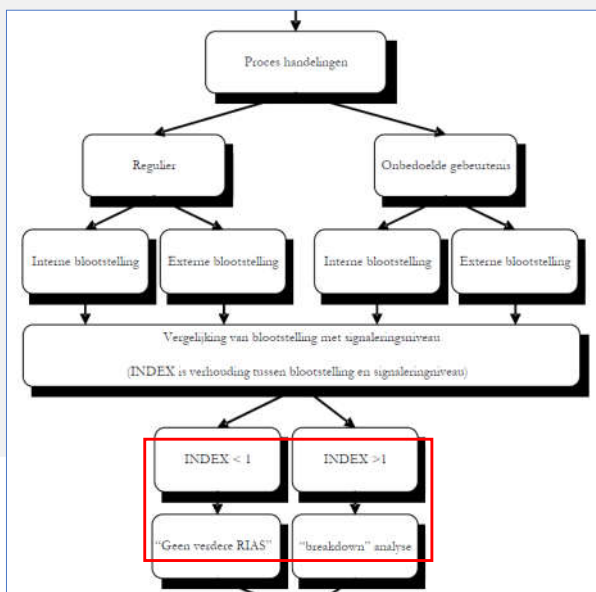 Proces handelingen
Regulier
Onbedoelde gebeurtenis
Interne blootstelling
Externe blootstelling
Interne blootstelling
Externe blootstelling
Vergelijking van blootstelling met signaleringsniveau
(INDEX is verhouding tussen blootstelling en signaleringniveau)
INDEX < 1
INDEX >1
“Geen verdere RIAS”
“breakdown” analyse